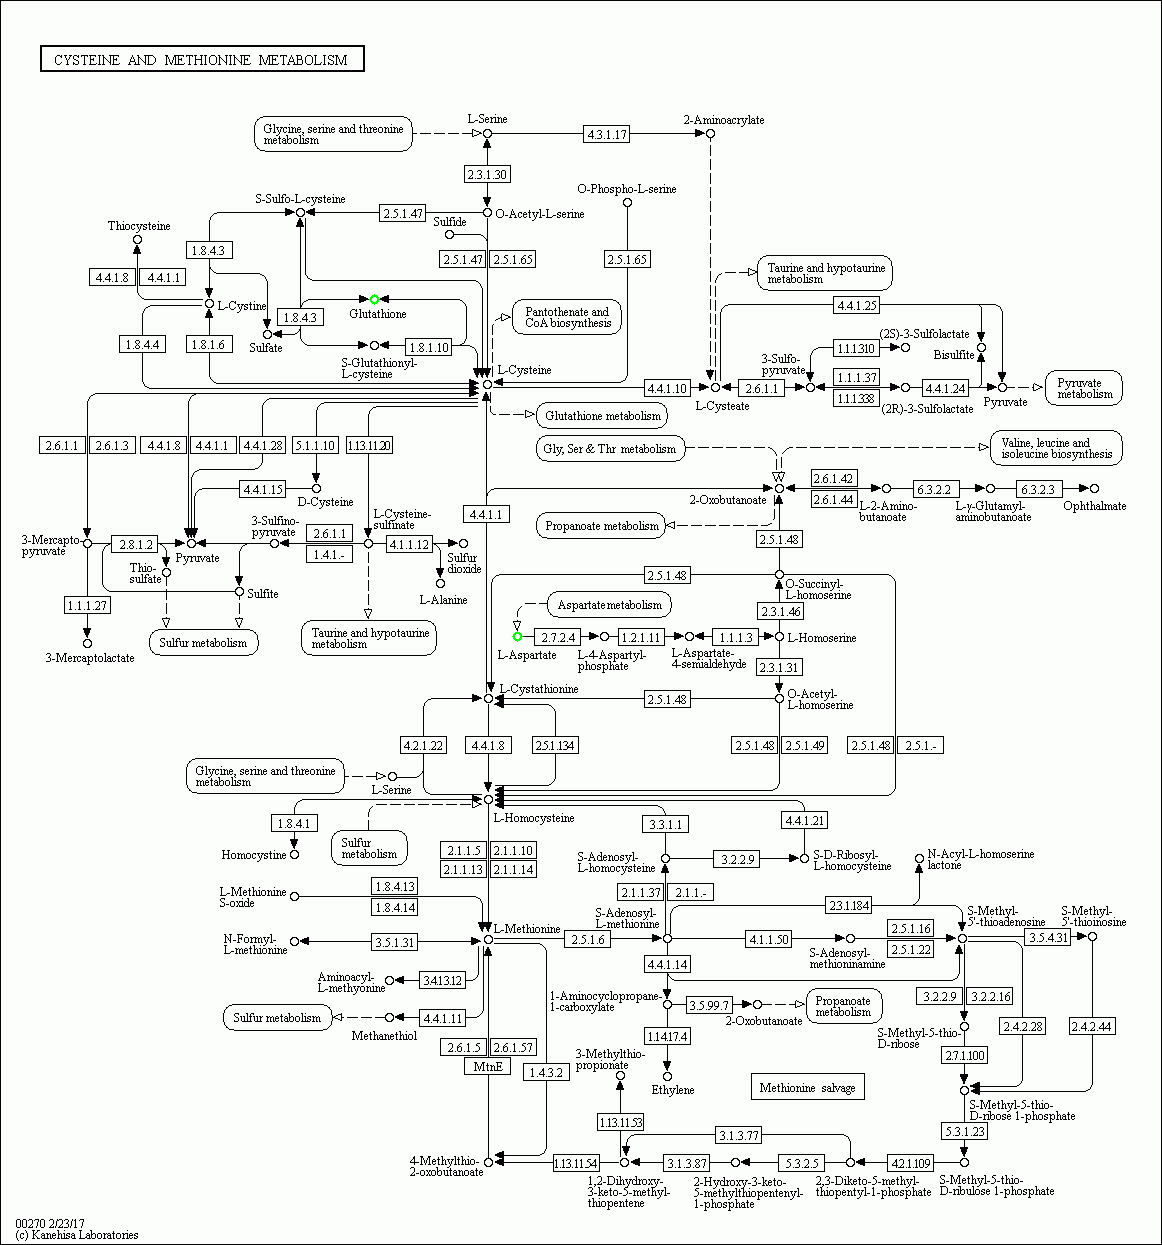 CYSTEINE AND METHIONINE METABOLISM
Glycine, serine and threonine
metabolism
L-Serine
4.3.1.17
2-Aminoacrylate
2.3.1.30
S-Sulfo-L-cysteine
2.5.1.47
O-Acetyl-L-serine
O-Phospho-L-serine
Thiocysteine
Sulfide
1.8.4.3
4.4.1.8
4.4.1.1
2.5.1.47
2.5.1.65
2.5.1.65
Taurine and hypotaurine
metabolism
L-Cystine
1.8.4.3
Glutathione
Pantothenate and
CoA biosynthesis
4.4.1.25
1.8.4.4
1.8.1.6
Sulfate
1.8.1.10
S-Glutathionyl-
L-cysteine
L-Cysteine
3-Sulfo-
pyruvate
1.1.1310
(2S)-3-Sulfolactate
Bisulfite
4.4.1.10
L-Cysteate
2.6.1.1
1.1.1.37
1.1.1338
(2R)-3-Sulfolactate
4.4.1.24
Pyruvate
Pyruvate
metabolism
Glutathione metabolism
2.6.1.1
2.6.1.3
4.4.1.8
4.4.1.1
4.4.1.28
5.1.1.10
1.13.11.20
Gly, Ser & Thr metabolism
Valine, leucine and
isoleucine biosynthesis
4.4.1.15
D-Cysteine
2-Oxobutanoate
2.6.1.42
2.6.1.44
L-2-Amino-
butanoate
6.3.2.2
L-γ-Glutamyl-
aminobutanoate
6.3.2.3
Ophthalmate
4.4.1.1
L-Cysteine-
sulfinate
3-Sulfino-
pyruvate
Propanoate metabolism
3-Mercapto
pyruvate
2.8.1.2
Pyruvate
2.6.1.1
1.4.1.-
4.1.1.12
Sulfur
dioxide
2.5.1.48
Thio-
sulfate
Sulfite
L-Alanine
2.5.1.48
O-Succinyl-
L-homoserine
1.1.1.27
Aspartate metabolism
2.3.1.46
Sulfur metabolism
Taurine and hypotaurine
metabolism
L-Aspartate
2.7.2.4
L-4-Aspartyl-
phosphate
1.2.1.11
L-Aspartate-
4-semialdehyde
1.1.1.3
L-Homoserine
3-Mercaptolactate
2.3.1.31
L-Cystathionine
2.5.1.48
O-Acetyl-
L-homoserine
4.2.1.22
4.4.1.8
2.5.1.134
2.5.1.48
2.5.1.49
2.5.1.48
2.5.1.-
Glycine, serine and threonine
metabolism
L-Serine
1.8.4.1
Sulfur
metabolism
L-Homocysteine
3.3.1.1
4.4.1.21
Homocystine
2.1.1.5
2.1.1.10
2.1.1.13
2.1.1.14
S-Adenosyl-
L-homocysteine
3.2.2.9
S-D-Ribosyl-
L-homocysteine
N-Acyl-L-homoserine
lactone
L-Methionine
S-oxide
1.8.4.13
1.8.4.14
2.1.1.37
2.1.1.-
S-Adenosyl-
L-methionine
2.3.1.184
S-Methyl-
5'-thioadenosine
S-Methyl-
5'-thioinosine
N-Formyl-
L-methionine
3.5.1.31
L-Methionine
2.5.1.6
4.1.1.50
S-Adenosyl-
methioninamine
2.5.1.16
2.5.1.22
3.5.4.31
4.4.1.14
Aminoacyl-
L-methyonine
3.4.13.12
1-Aminocyclopropane-
1-carboxylate
3.5.99.7
2-Oxobutanoate
Propanoate
metabolism
3.2.2.9
3.2.2.16
Sulfur metabolism
Methanethiol
4.4.1.11
S-Methyl-5-thio-
D-ribose
2.4.2.28
2.4.2.44
1.14.17.4
2.6.1.5
2.6.1.57
MtnE
1.4.3.2
3-Methylthio-
propionate
Ethylene
2.7.1.100
Methionine salvage
S-Methyl-5-thio-
D-ribose 1-phosphate
1.13.11.53
3.1.3.77
5.3.1.23
4-Methylthio-
2-oxobutanoate
1.13.11.54
3.1.3.87
5.3.2.5
4.2.1.109
1,2-Dihydroxy-
3-keto-5-methyl-
thiopentene
2-Hydroxy-3-keto-
5-methylthiopentenyl-
1-phosphate
2,3-Diketo-5-methyl-
thiopentyl-1-phosphate
S-Methyl-5-thio-
D-ribulose 1-phosphate
00270 2/23/17
(c) Kanehisa Laboratories